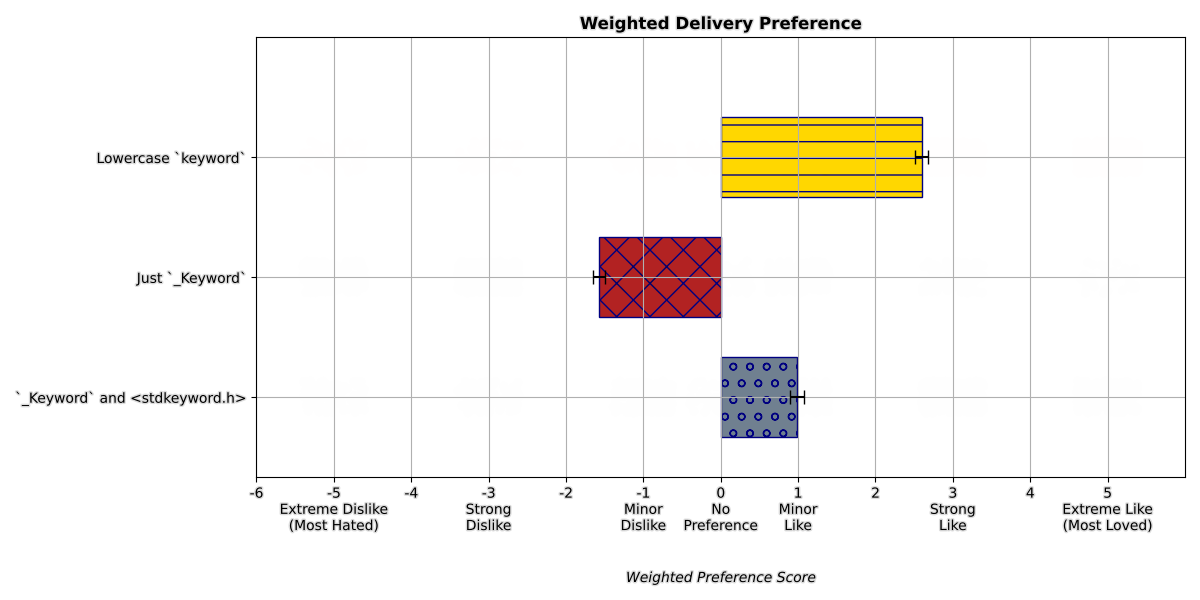 Weighted Delivery Preference
Lowercase `keyword`
Just `_Keyword`
`_Keyword` and <stdkeyword.h>
-6 -5 -4 -3 -2 -1 0 1 2 3 4 5
Extreme Dislike Strong Minor No Minor Strong Extreme Like
(Most Hated) Dislike Dislike Preference Like Like (Most Loved)
Weighted Preference Score